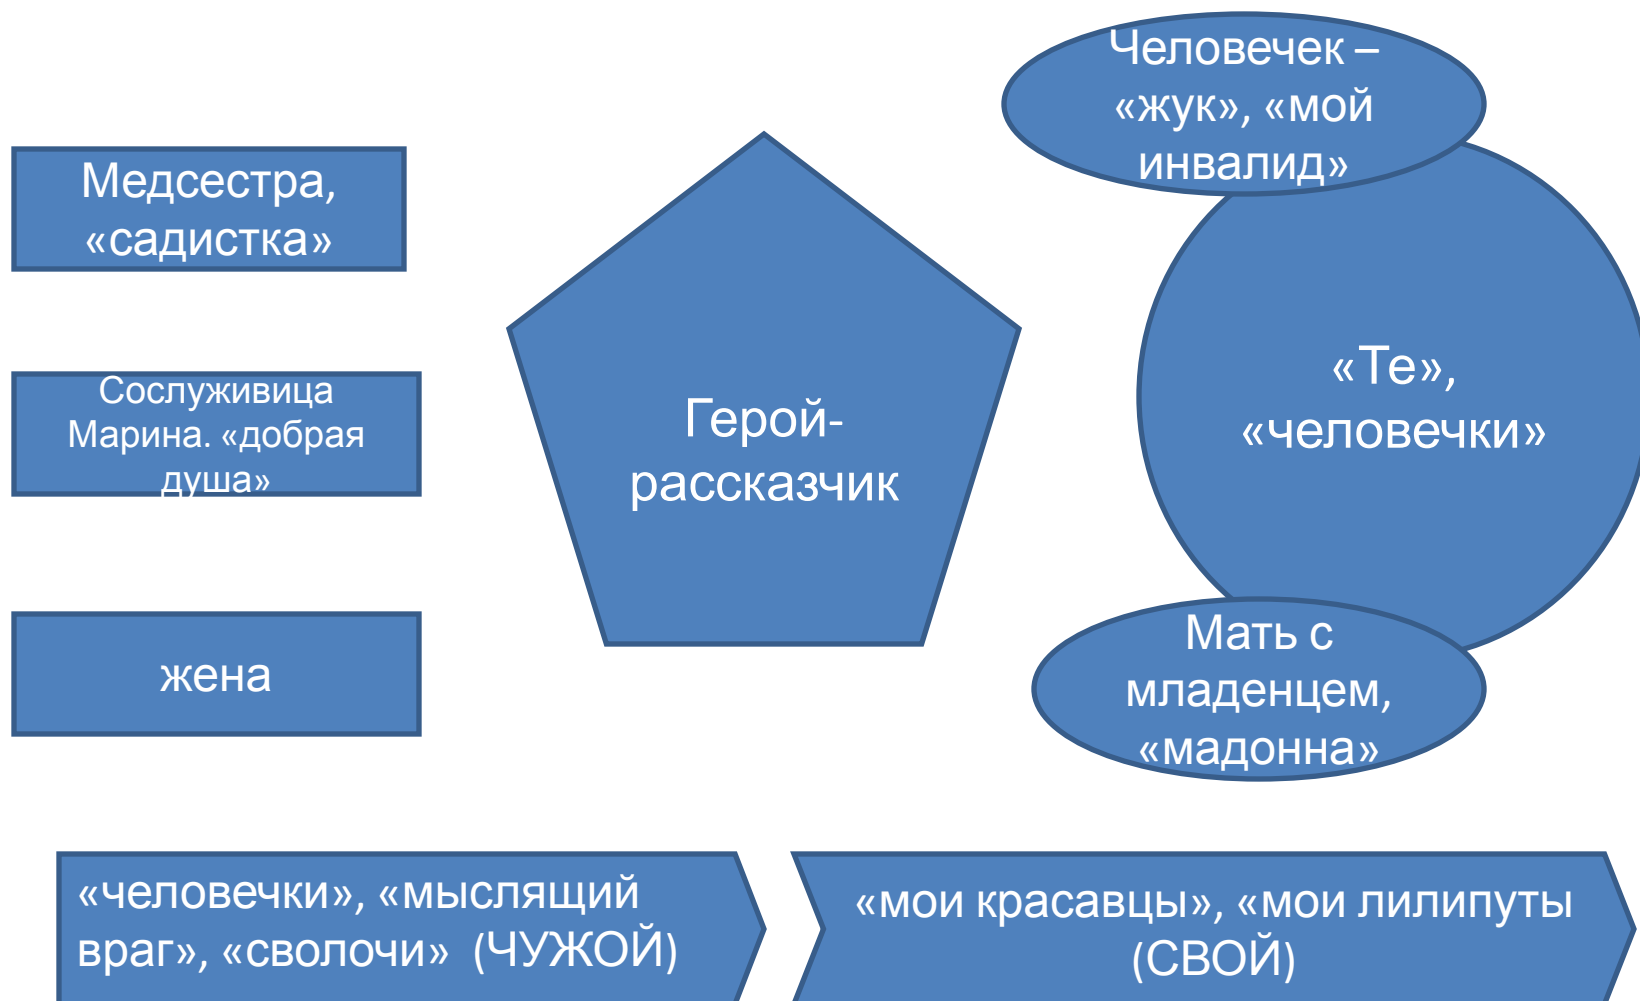 Медсестра,
«садистка»
Сослуживица
Марина. «добрая
душа»
жена
Герой-
рассказчик
Человечек –
«жук», «мой
инвалид»
«Те»,
«человечки»
Мать с
младенцем,
«мадонна»
«человечки», «мыслящий
враг», «сволочи» (ЧУЖОЙ)
«мои красавцы», «мои лилипуты
(СВОЙ)